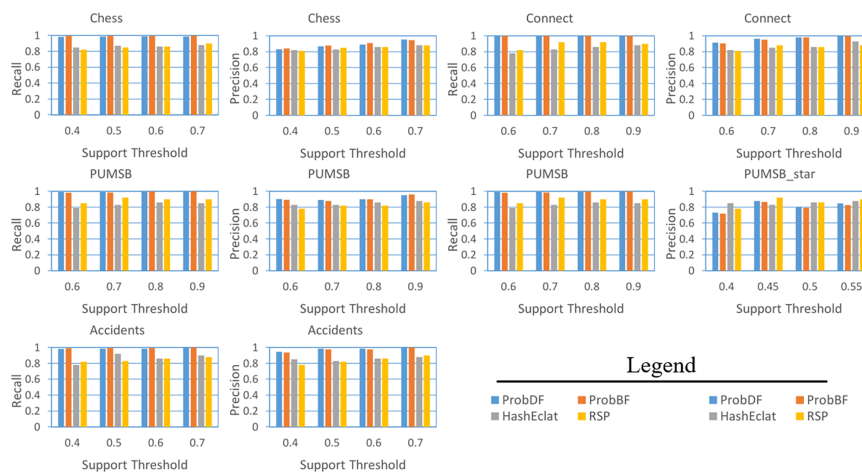 Chess
1
0.8
0.6
0.4
0.2
0
Recall
0.4 0.5 0.6 0.7
Support Threshold
Chess
1
0.8
0.6
0.4
0.2
0
Precision
0.4 0.5 0.6 0.7
Support Threshold
Connect
1
0.8
0.6
0.4
0.2
0
Recall
0.6 0.7 0.8 0.9
Support Threshold
Connect
1
0.8
0.6
0.4
0.2
0
Precision
0.6 0.7 0.8 0.9
Support Threshold
PUMSB
1
0.8
0.6
0.4
0.2
0
Recall
0.6 0.7 0.8 0.9
Support Threshold
PUMSB
1
0.8
0.6
0.4
0.2
0
Precision
0.6 0.7 0.8 0.9
Support Threshold
PUMSB
1
0.8
0.6
0.4
0.2
0
Recall
0.6 0.7 0.8 0.9
Support Threshold
PUMSB_star
1
0.8
0.6
0.4
0.2
0
Precision
0.4 0.45 0.5 0.55
Support Threshold
Accidents
1
0.8
0.6
0.4
0.2
0
Recall
0.4 0.5 0.6 0.7
Support Threshold
Accidents
1
0.8
0.6
0.4
0.2
0
Precision
0.4 0.5 0.6 0.7
Support Threshold
Legend
ProbDF ProbBF ProbDF ProbBF
HashEclat RSP HashEclat RSP